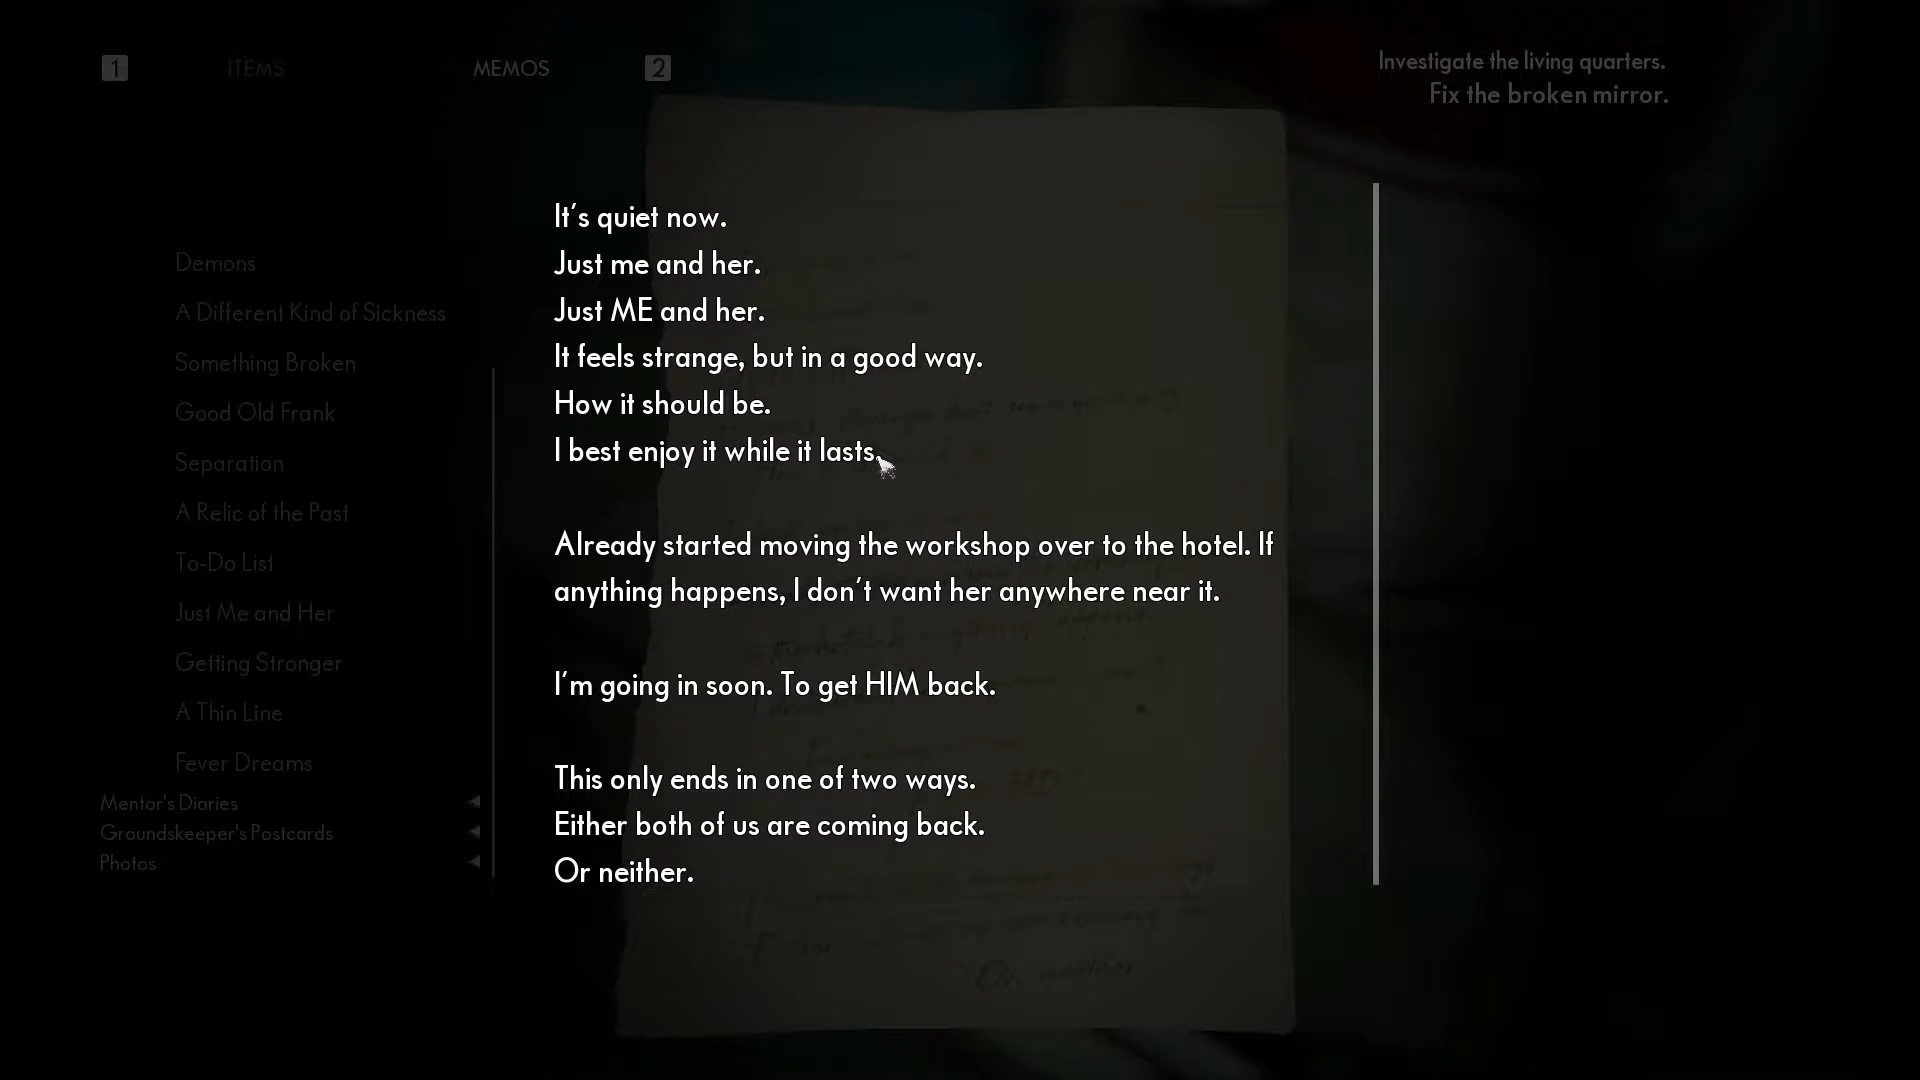 1 ITEMS MEMOS 2
Investigate the living quarters.
Fix the broken mirror.
Demons
A Different Kind of Sickness
Something Broken
Good Old Frank
Separation
A Relic of the Past
To-Do List
Just Me and Her
Getting Stronger
A Thin Line
Fever Dreams
Mentor's Diaries
Groundskeeper's Postcards
Photos
It's quiet now.
Just me and her.
Just ME and her.
It feels strange, but in a good way.
How it should be.
I best enjoy it while it lasts.
Already started moving the workshop over to the hotel. If
anything happens, I don't want her anywhere near it.
I'm going in soon. To get HIM back.
This only ends in one of two ways.
Either both of us are coming back.
Or neither.